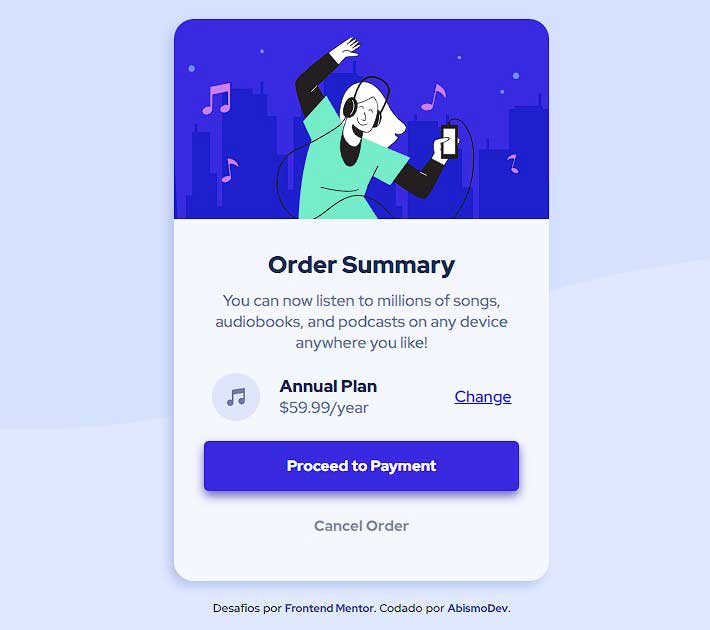 Order Summary
You can now listen to millions of songs,
audiobooks, and podcasts on any device
anywhere you like!
Annual Plan
$59.99/year
Change
Proceed to Payment
Cancel Order
Desafios por Frontend Mentor. Codado por AbismoDev.